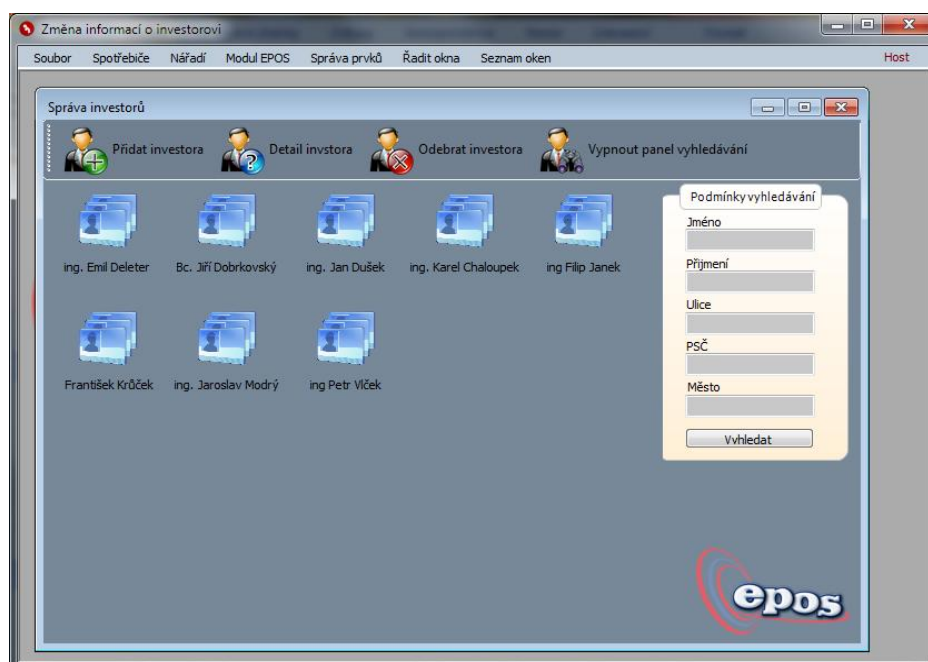 Změna informací o investorovi
Soubor Spotřebiče Nářadí Modul EPOS Správa prvků Řadit okna Seznam oken Host
Správa investorů
Přidat investora Detail invstora Odebrat investora Vypnout panel vyhledávání
Podmínky vyhledávání
Jméno
Přijmení
Ulice
PSČ
Město
Vyhledat
ing. Emil Deleter Bc. Jiří Dobrkovský ing. Jan Dušek ing. Karel Chaloupek ing Filip Janek
František Krůček ing. Jaroslav Modrý ing Petr Vlček
epos